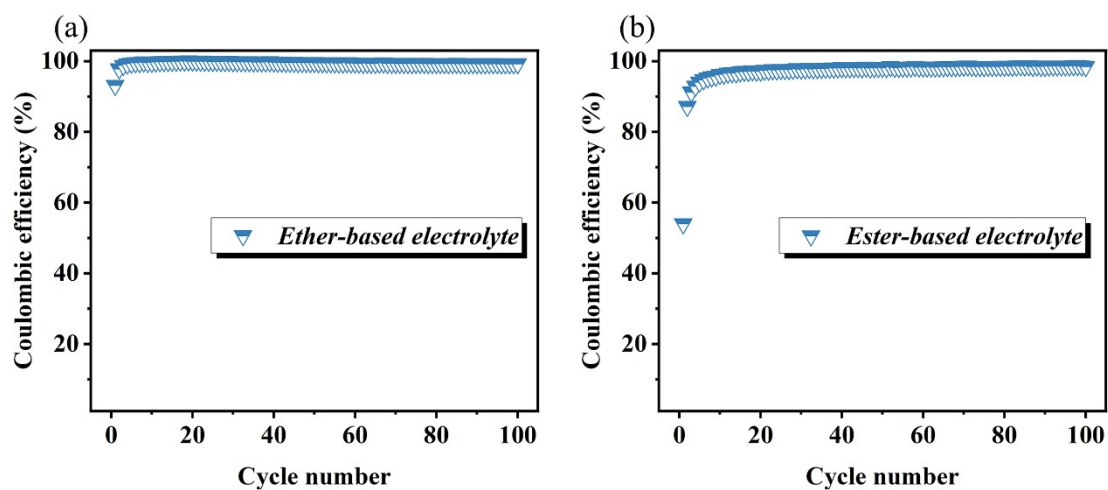 (a)
100
80
60
40
20
Coulombic efficiency (%)
Ether-based electrolyte
0 20 40 60 80 100
Cycle number
(b)
100
80
60
40
20
Coulombic efficiency (%)
Ester-based electrolyte
0 20 40 60 80 100
Cycle number